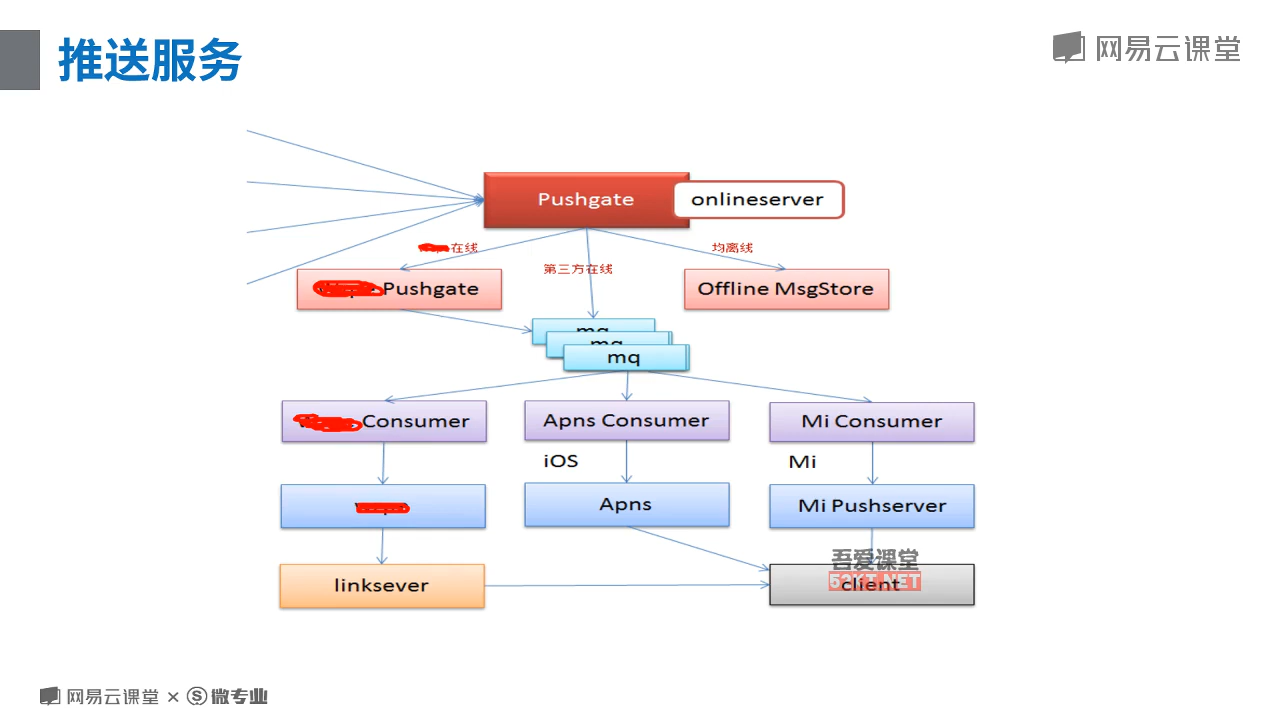 推送服务
网易云课堂
Pushgate
onlineserver
在线
均离线
第三方在线
Pushgate
Offline MsgStore
mq
mq
mq
Consumer
Apns Consumer
Mi Consumer
iOS
Mi
Apns
Mi Pushserver
吾爱课堂
52KT.NET
linksever
client
网易云课堂 × S 微专业